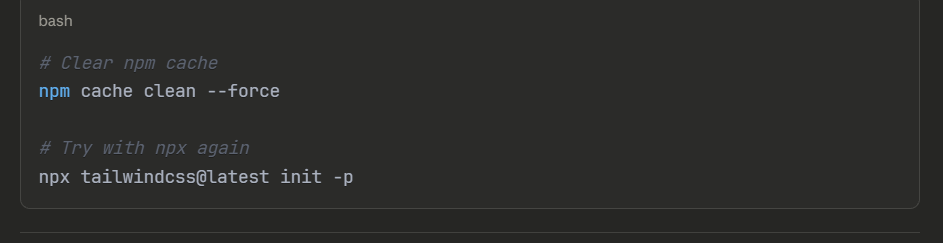 bash
# Clear npm cache
npm cache clean --force
# Try with npx again
npx tailwindcss@latest init -p